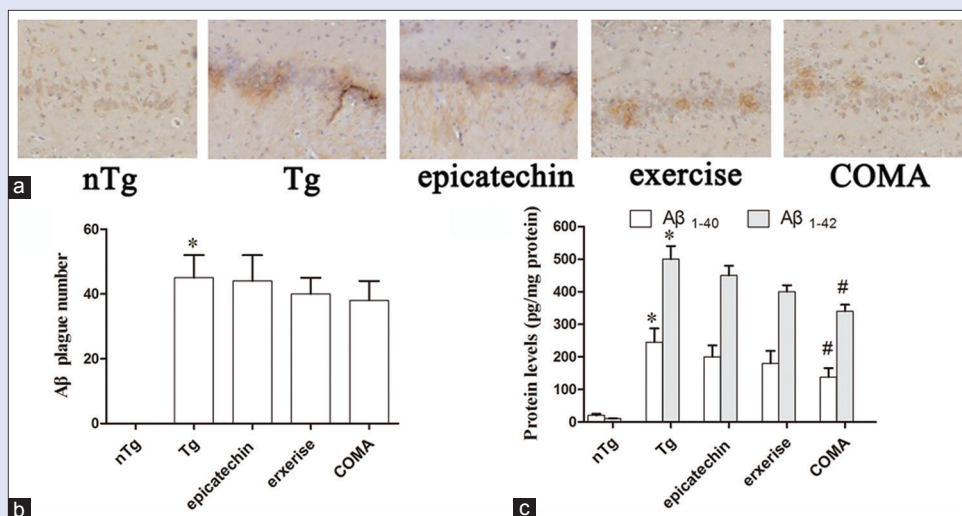 a
nTg
Tg
epicatechin
exercise
COMA
b
Aβ plague number
60
40
20
0
*
nTg
Tg
epicatechin
erxerise
COMA
c
Protein levels (pg/mg protein)
Aβ 1-40
Aβ 1-42
600
500
400
300
200
100
0
*
*
#
#
nTg
Tg
epicatechin
erxerise
COMA